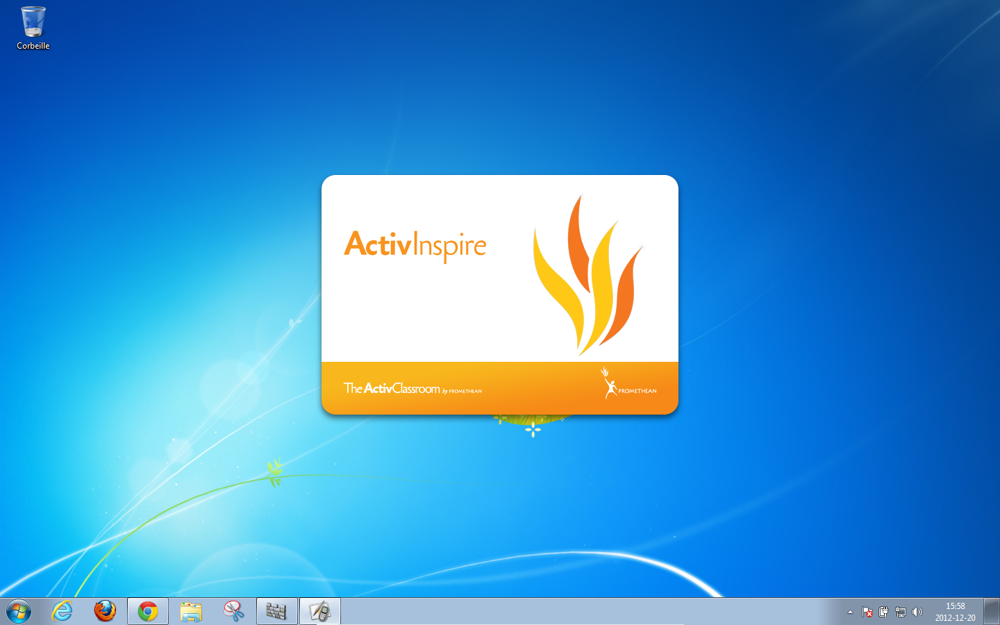 Corbeille
ActivInspire
The ActivClassroom by PROMETHEAN
PROMETHEAN
15:58
2012-12-20